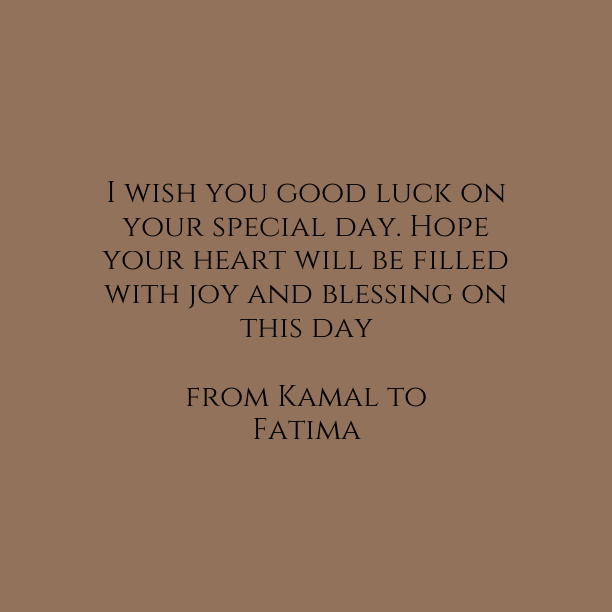 I wish you good luck on
your special day. Hope
your heart will be filled
with joy and blessing on
this day
from Kamal to
Fatima